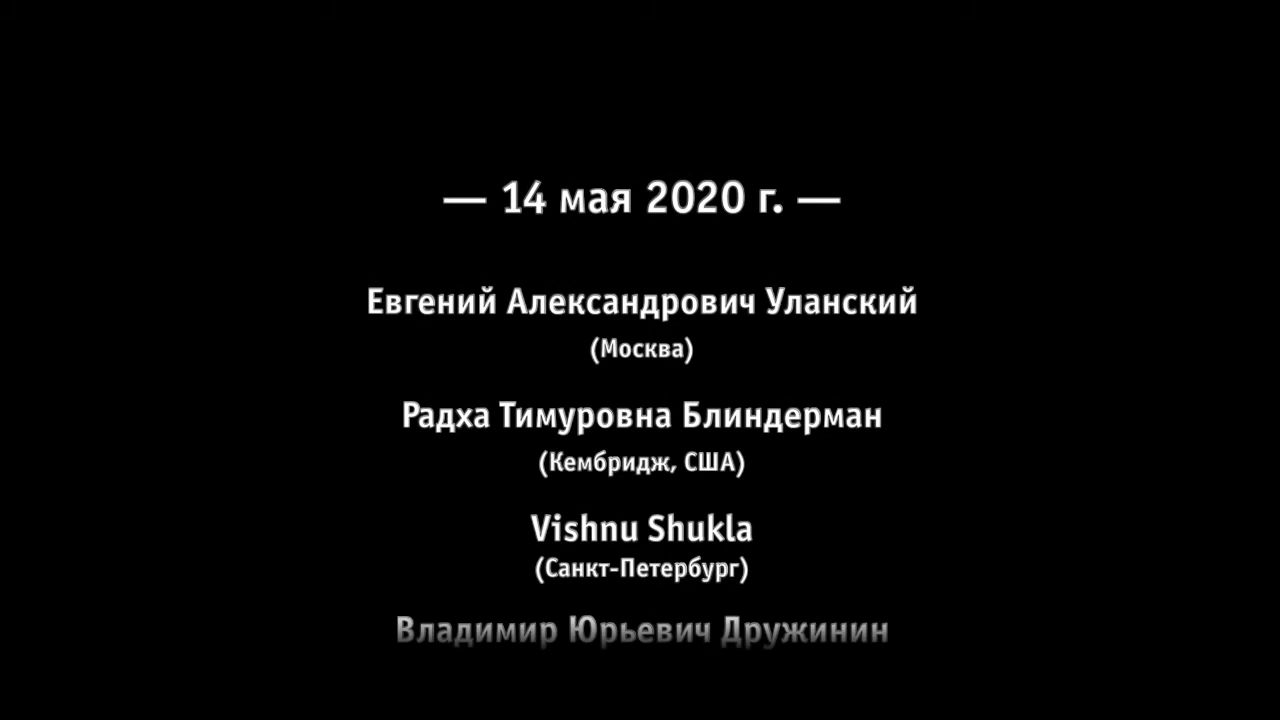 — 14 мая 2020 г. —
Евгений Александрович Уланский
(Москва)
Радха Тимуровна Блиндерман
(Кембридж, США)
Vishnu Shukla
(Санкт-Петербург)
Владимир Юрьевич Дружинин